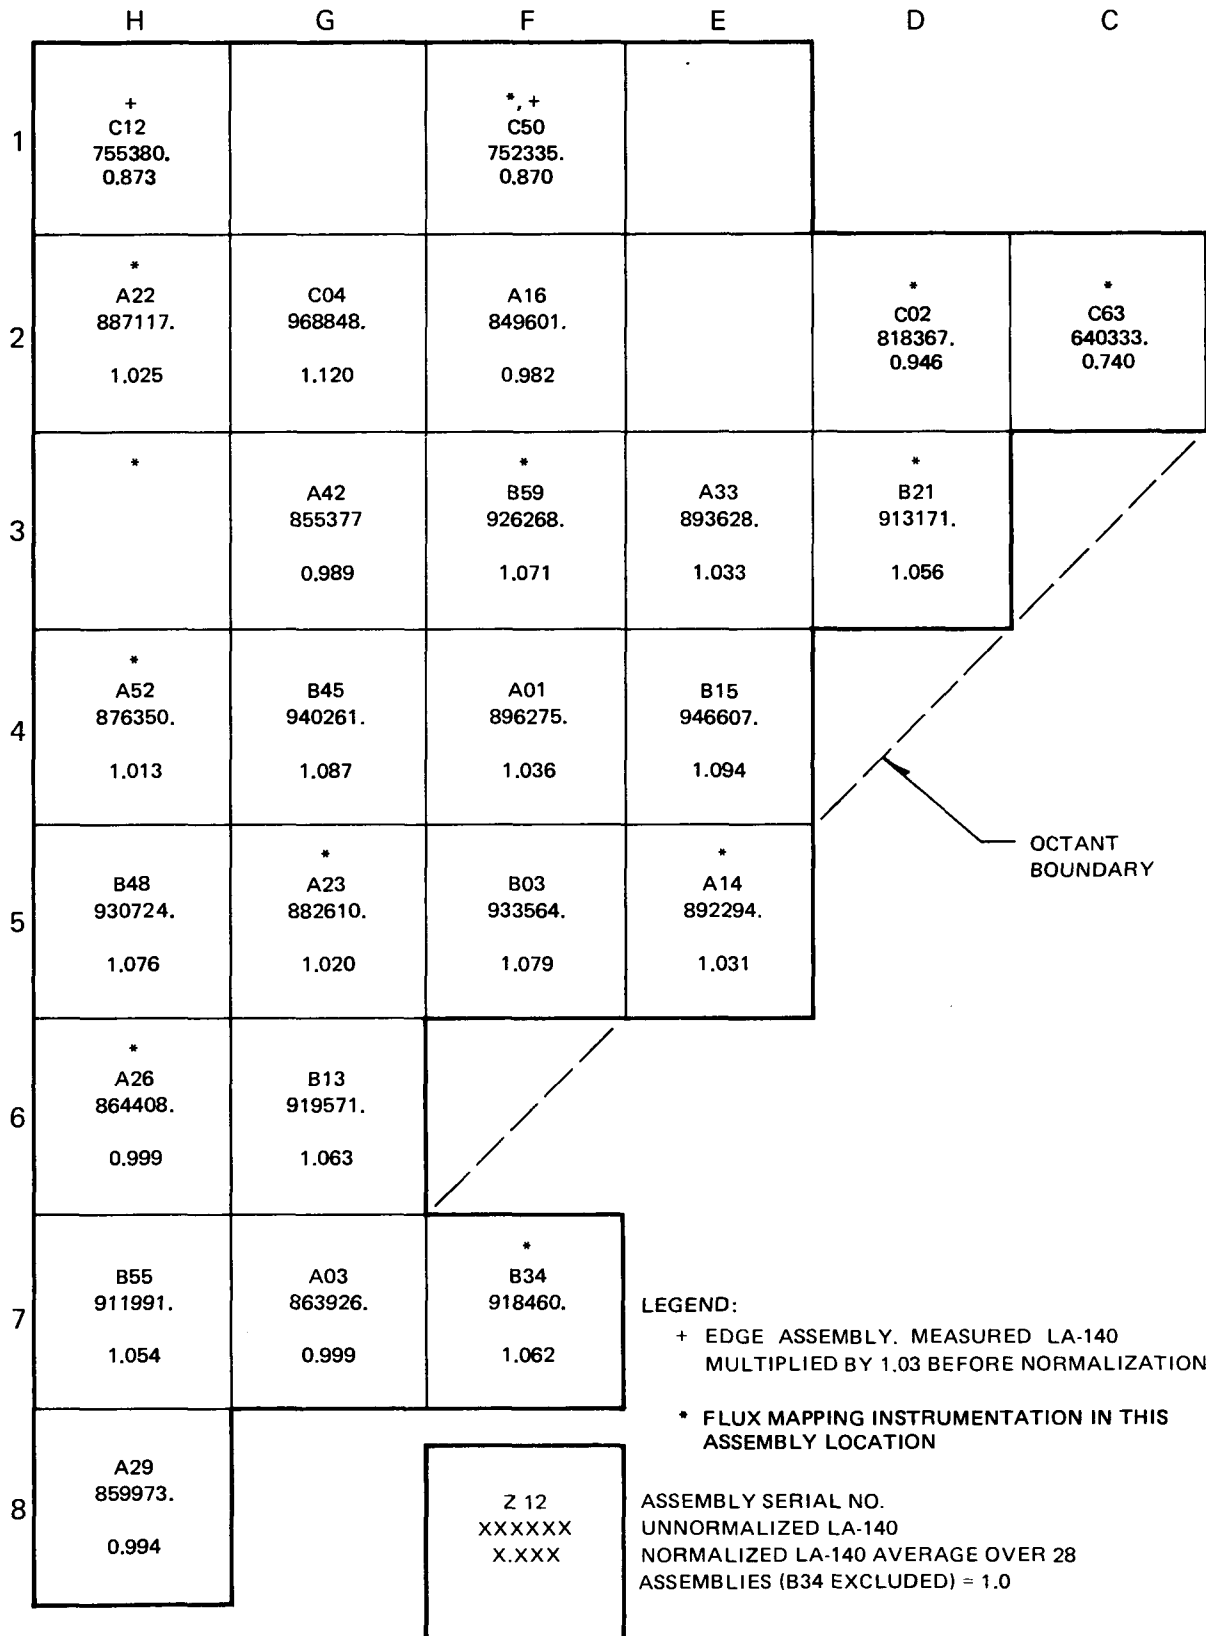 H G F E D C
1
+
C12
755380.
0.873
*, +
C50
752335.
0.870
2
*
A22
887117.
1.025
C04
968848.
1.120
A16
849601.
0.982
*
C02
818367.
0.946
*
C63
640333.
0.740
3
*
A42
855377
0.989
*
B59
926268.
1.071
A33
893628.
1.033
*
B21
913171.
1.056
4
*
A52
876350.
1.013
B45
940261.
1.087
A01
896275.
1.036
B15
946607.
1.094
5
B48
930724.
1.076
*
A23
882610.
1.020
B03
933564.
1.079
*
A14
892294.
1.031
OCTANT
BOUNDARY
6
*
A26
864408.
0.999
B13
919571.
1.063
7
B55
911991.
1.054
A03
863926.
0.999
*
B34
918460.
1.062
8
A29
859973.
0.994
LEGEND:
+ EDGE ASSEMBLY. MEASURED LA-140
MULTIPLIED BY 1.03 BEFORE NORMALIZATION
* FLUX MAPPING INSTRUMENTATION IN THIS
ASSEMBLY LOCATION
Z 12
XXXXXX
X.XXX
ASSEMBLY SERIAL NO.
UNNORMALIZED LA-140
NORMALIZED LA-140 AVERAGE OVER 28
ASSEMBLIES (B34 EXCLUDED) = 1.0